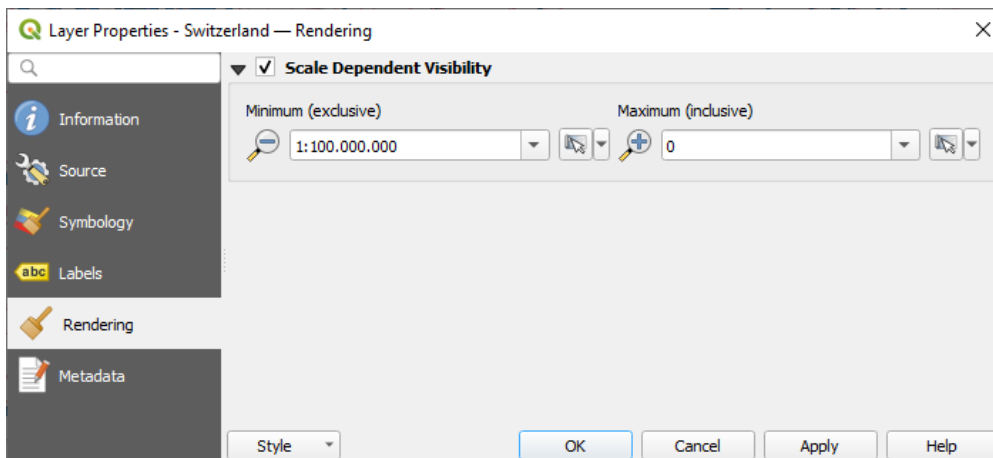 Layer Properties - Switzerland — Rendering
Scale Dependent Visibility
Information
Source
Symbology
abc Labels
Rendering
Metadata
Minimum (exclusive) Maximum (inclusive)
1:100.000.000 0
Style OK Cancel Apply Help